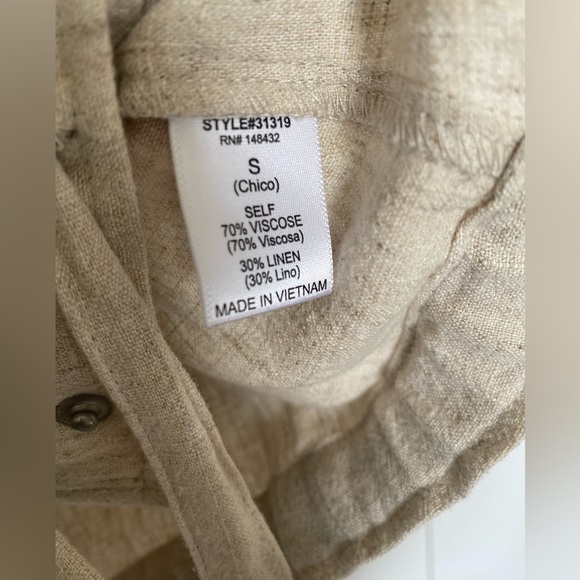 STYLE#31319
RN# 148432
S
(Chico)
SELF
70% VISCOSE
(70% Viscosa)
30% LINEN
(30% Lino)
MADE IN VIETNAM